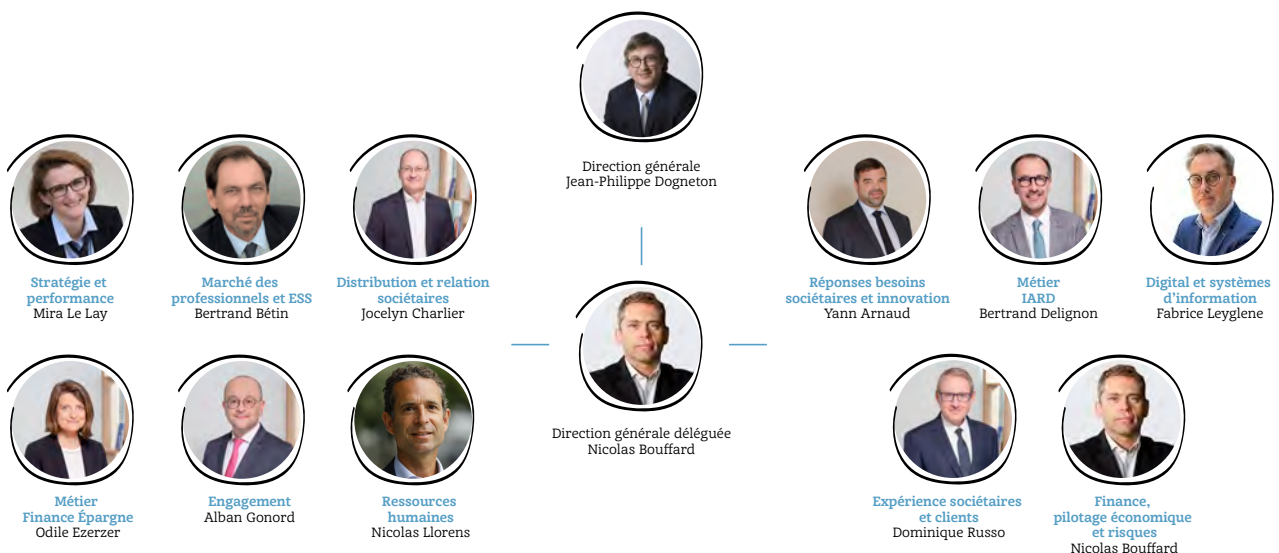 Direction générale
Jean-Philippe Dogneton
Stratégie et
performance
Mira Le Lay
Marché des
professionnels et ESS
Bertrand Bétin
Distribution et relation
sociétaires
Jocelyn Charlier
Réponses besoins
sociétaires et innovation
Yann Arnaud
Métier
IARD
Bertrand Delignon
Digital et systèmes
d'information
Fabrice Leyglene
Direction générale déléguée
Nicolas Bouffard
Métier
Finance Épargne
Odile Ezerzer
Engagement
Alban Gonord
Ressources
humaines
Nicolas Llorens
Expérience sociétaires
et clients
Dominique Russo
Finance,
pilotage économique
et risques
Nicolas Bouffard